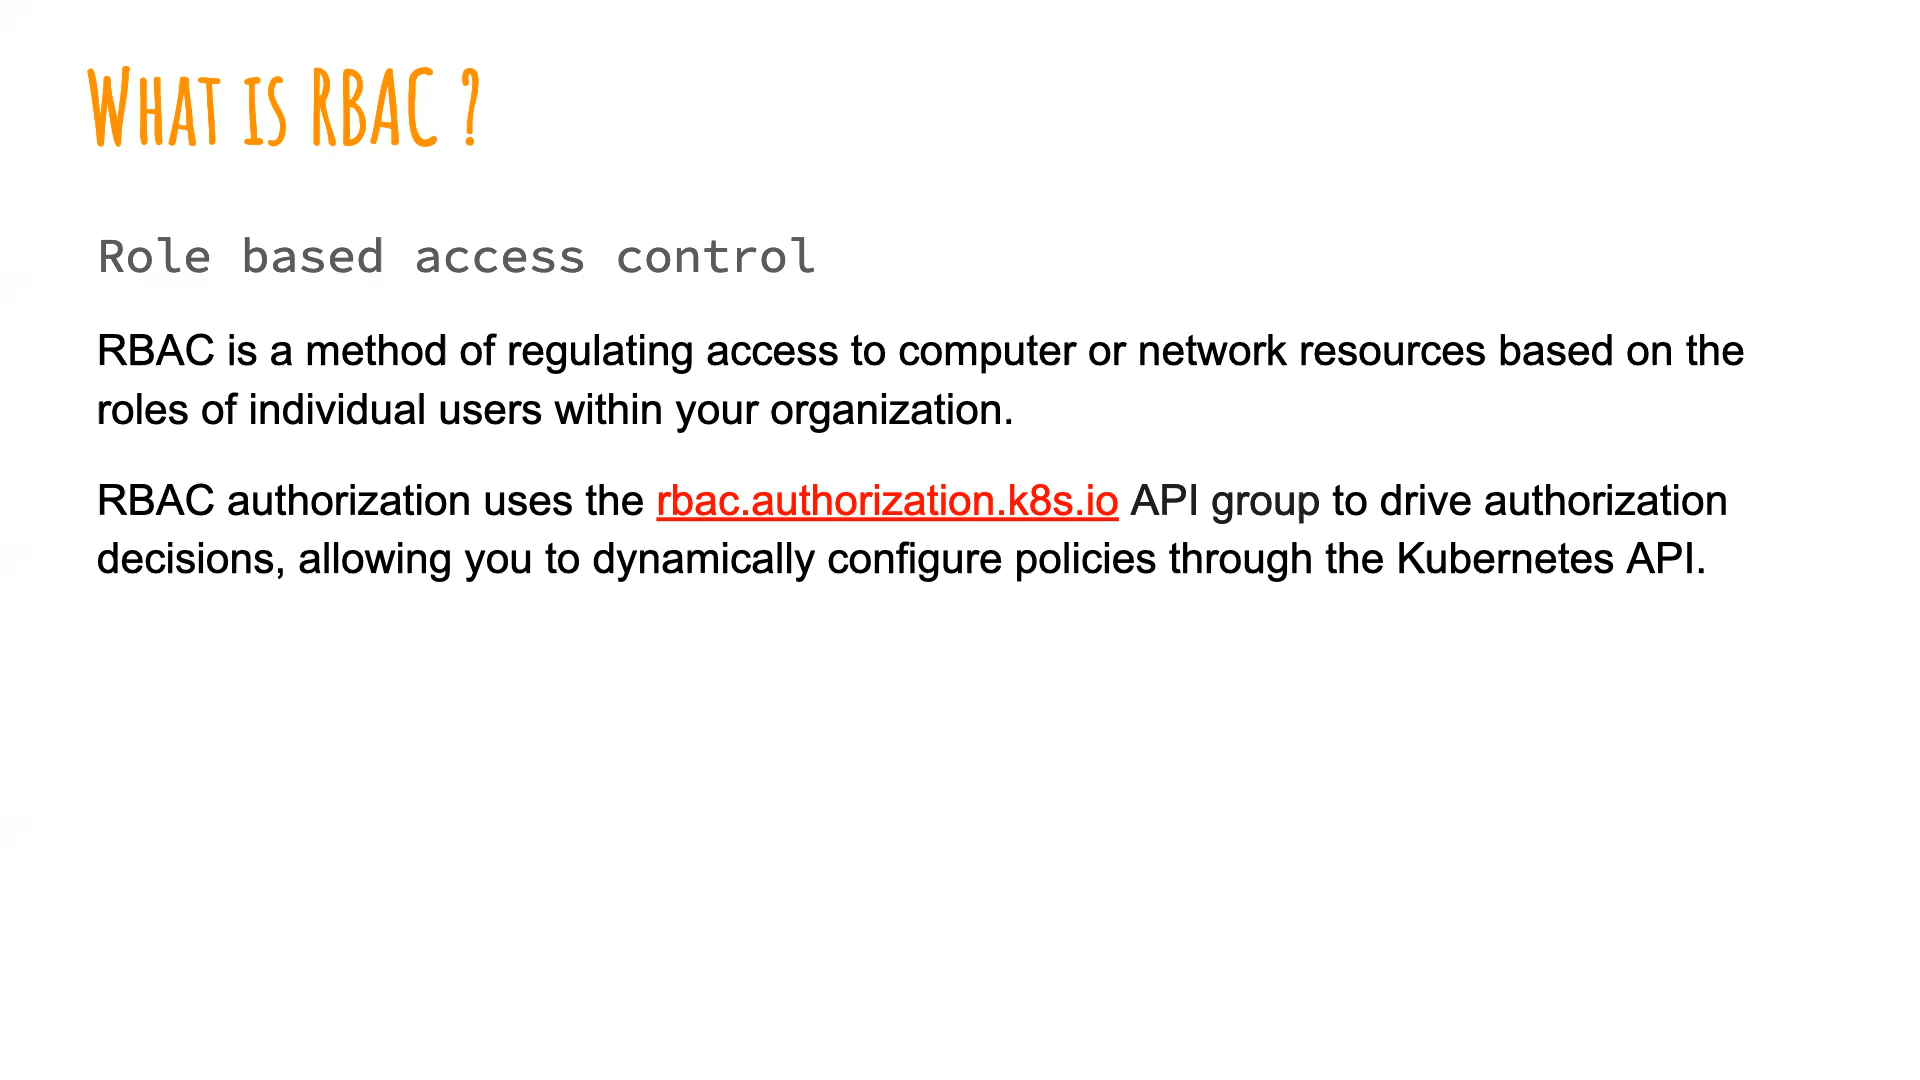 What is RBAC ?
Role based access control
RBAC is a method of regulating access to computer or network resources based on the
roles of individual users within your organization.
RBAC authorization uses the rbac.authorization.k8s.io API group to drive authorization
decisions, allowing you to dynamically configure policies through the Kubernetes API.